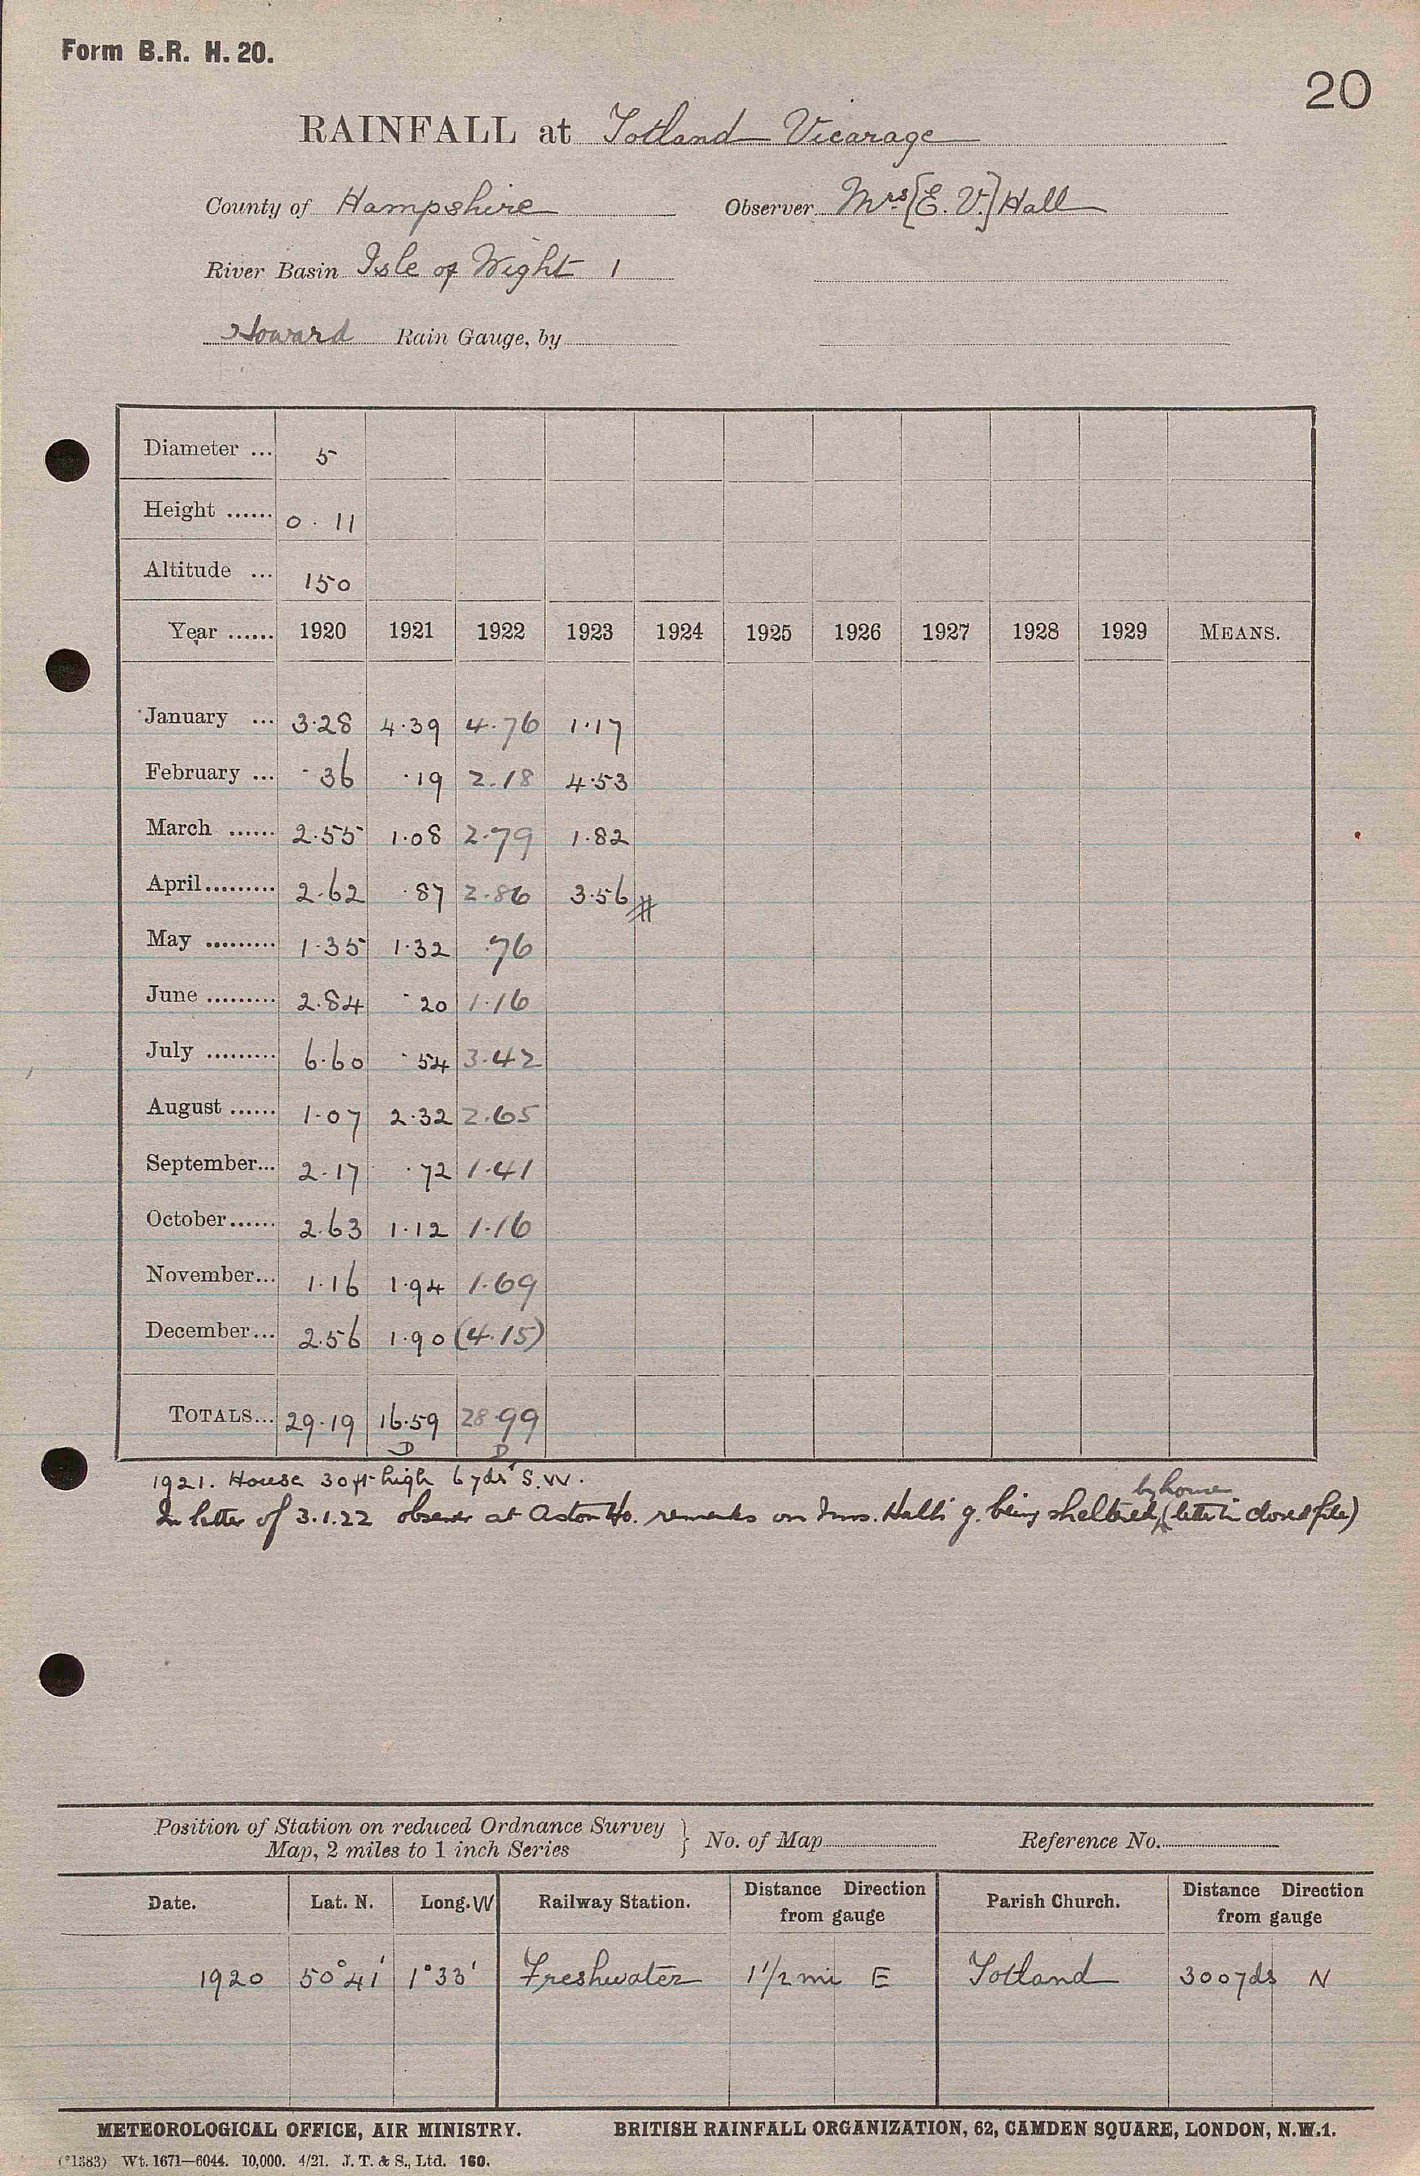 Form B.R. H. 20.
20
RAINFALL at Totland Vicarage
County of Hampshire Observer Mrs [E. V.] Hall
River Basin Isle of Wight 1
Howard Rain Gauge, by
Diameter ... 5
Height ...... 0 . 11
Altitude ... 150
Year ...... 1920 1921 1922 1923 1924 1925 1926 1927 1928 1929 MEANS.
January ... 3.28 4.39 4.76 1.17
February ... .36 .19 2.18 4.53
March ...... 2.55 1.08 2.79 1.82
April......... 2.62 .87 2.86 3.56 #
May ......... 1.35 1.32 .76
June ......... 2.84 .20 1.16
July ......... 6.60 .54 3.42
August ...... 1.07 2.32 2.65
September... 2.17 .72 1.41
October...... 2.63 1.12 1.16
November... 1.16 1.94 1.69
December... 2.56 1.90 (4.15)
TOTALS... 29.19 16.59 28.99
D D
1921. House 30 ft high 6 yds S.W.
by house
In letter of 3.1.22 observer at Aston Ho. remarks on Mrs. Hall's g. being sheltered, (letter in closed file)
Position of Station on reduced Ordnance Survey
Map, 2 miles to 1 inch Series } No. of Map Reference No.
Date. Lat. N. Long. W Railway Station. Distance Direction from gauge Parish Church. Distance Direction from gauge
1920 50°41' 1°33' Freshwater 1 1/2 mi E Totland 300 yds N
METEOROLOGICAL OFFICE, AIR MINISTRY. BRITISH RAINFALL ORGANIZATION, 62, CAMDEN SQUARE, LONDON, N.W.1.
(*1383) Wt. 1671—6044. 10,000. 4/21. J. T. & S., Ltd. 160.